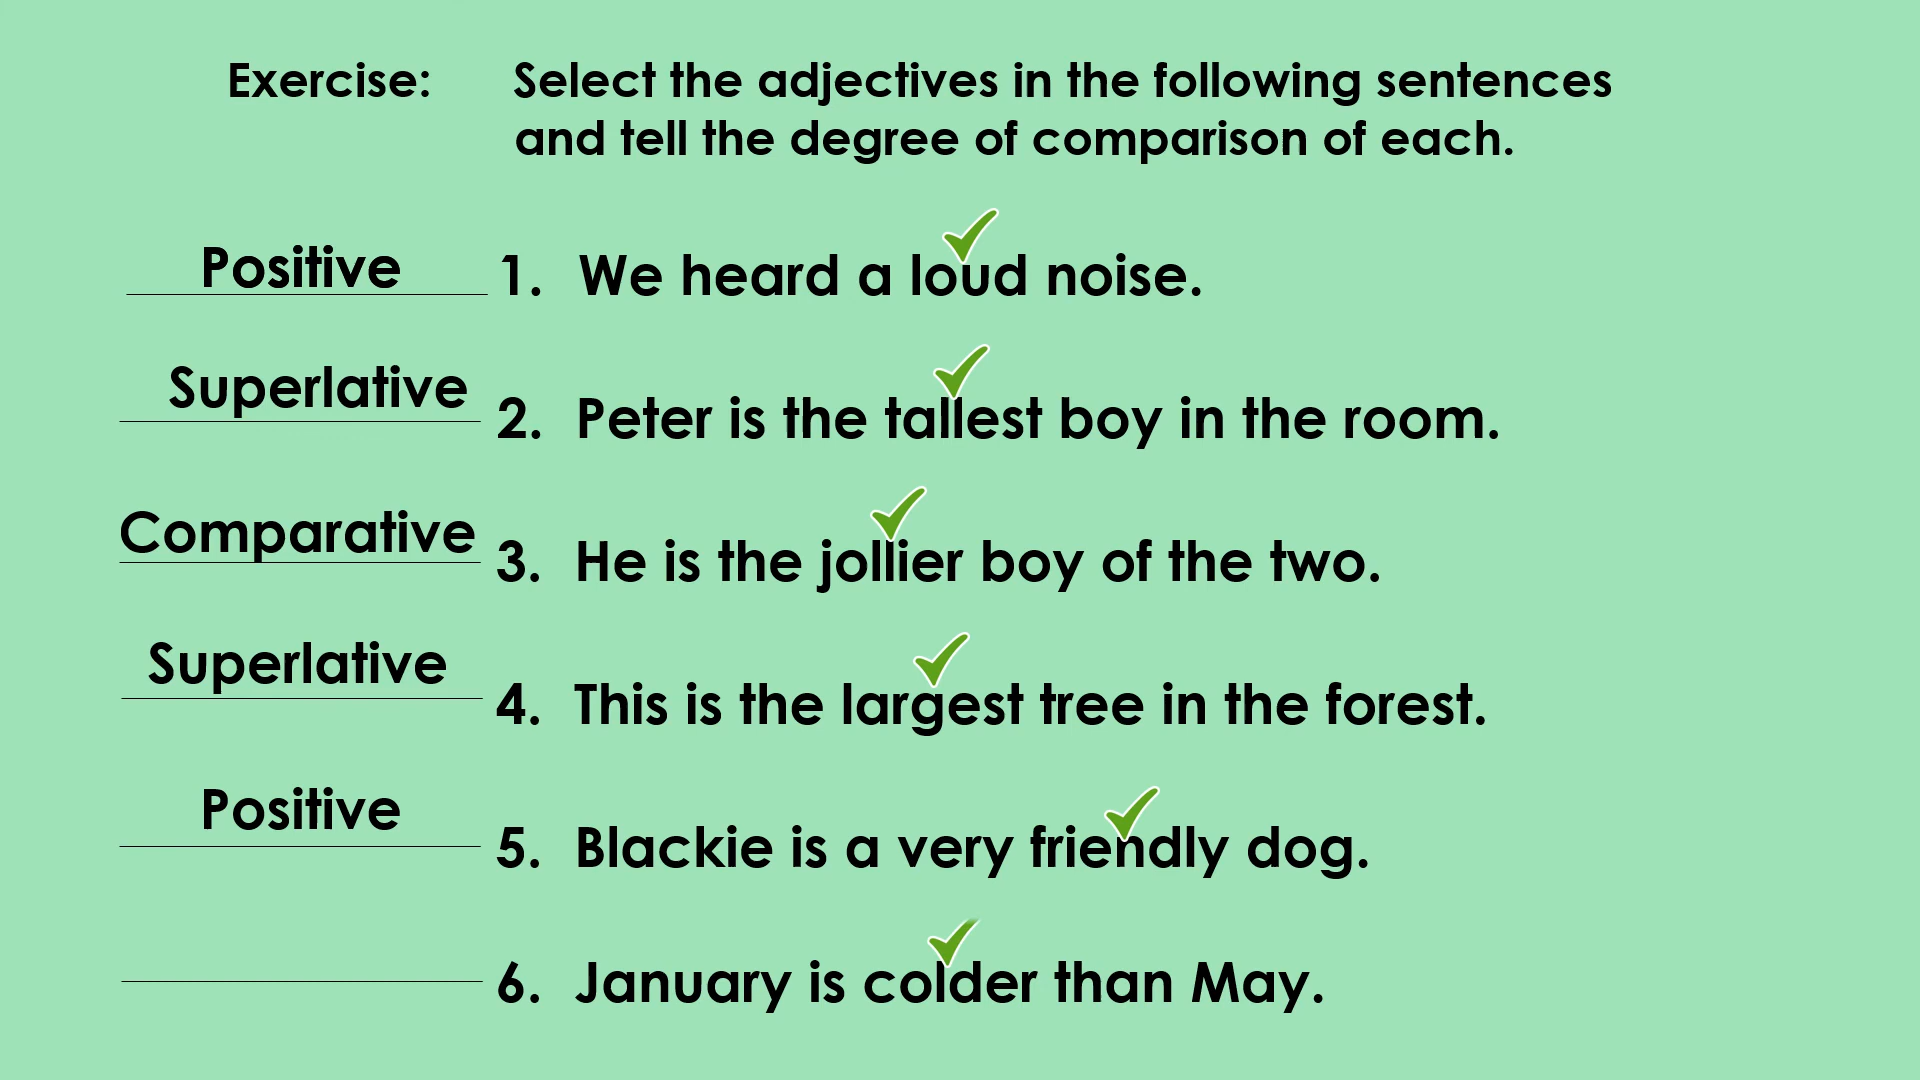 Exercise: Select the adjectives in the following sentences
and tell the degree of comparison of each.
Positive 1. We heard a loud noise.
Superlative 2. Peter is the tallest boy in the room.
Comparative 3. He is the jollier boy of the two.
Superlative 4. This is the largest tree in the forest.
Positive 5. Blackie is a very friendly dog.
6. January is colder than May.